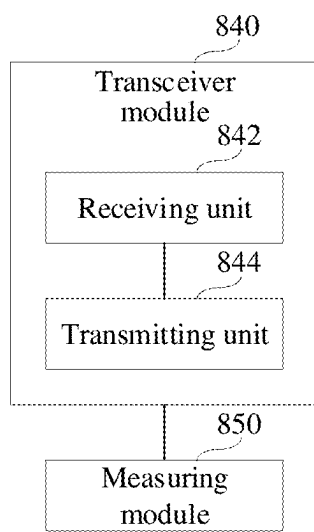 840
Transceiver
module
842
Receiving unit
844
Transmitting unit
850
Measuring
module